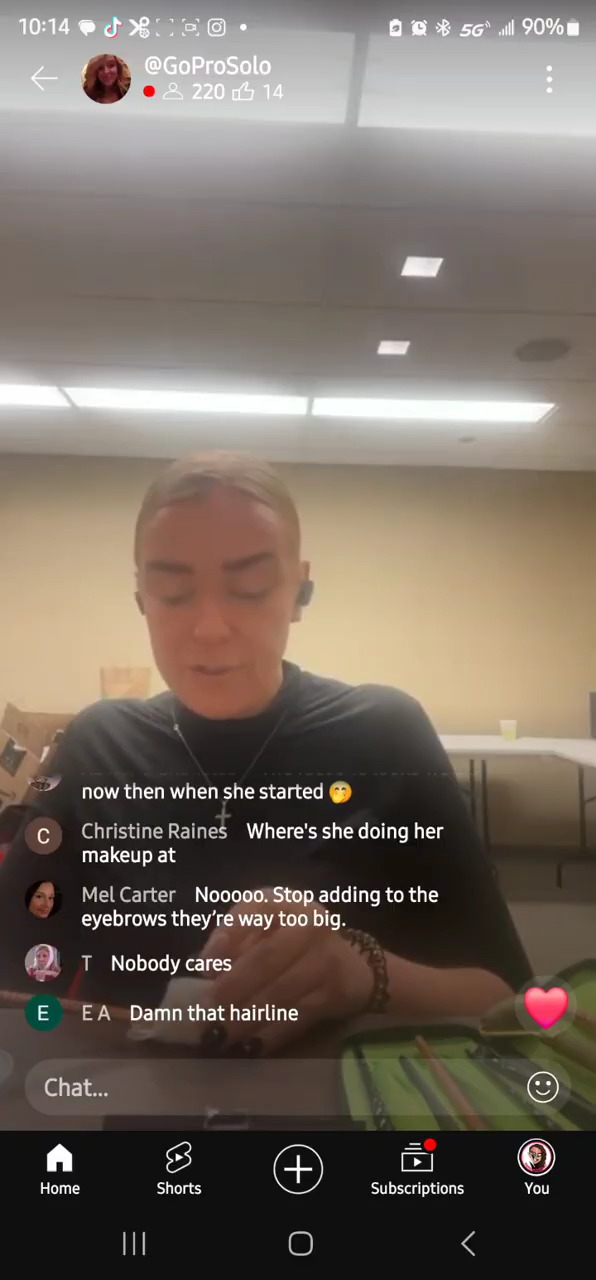 10:14
5G
90%
@GoProSolo
220 14
now then when she started 🤭
C Christine Raines Where's she doing her
makeup at
Mel Carter Nooooo. Stop adding to the
eyebrows they're way too big.
T Nobody cares
E E A Damn that hairline
Chat...
Home Shorts Subscriptions You